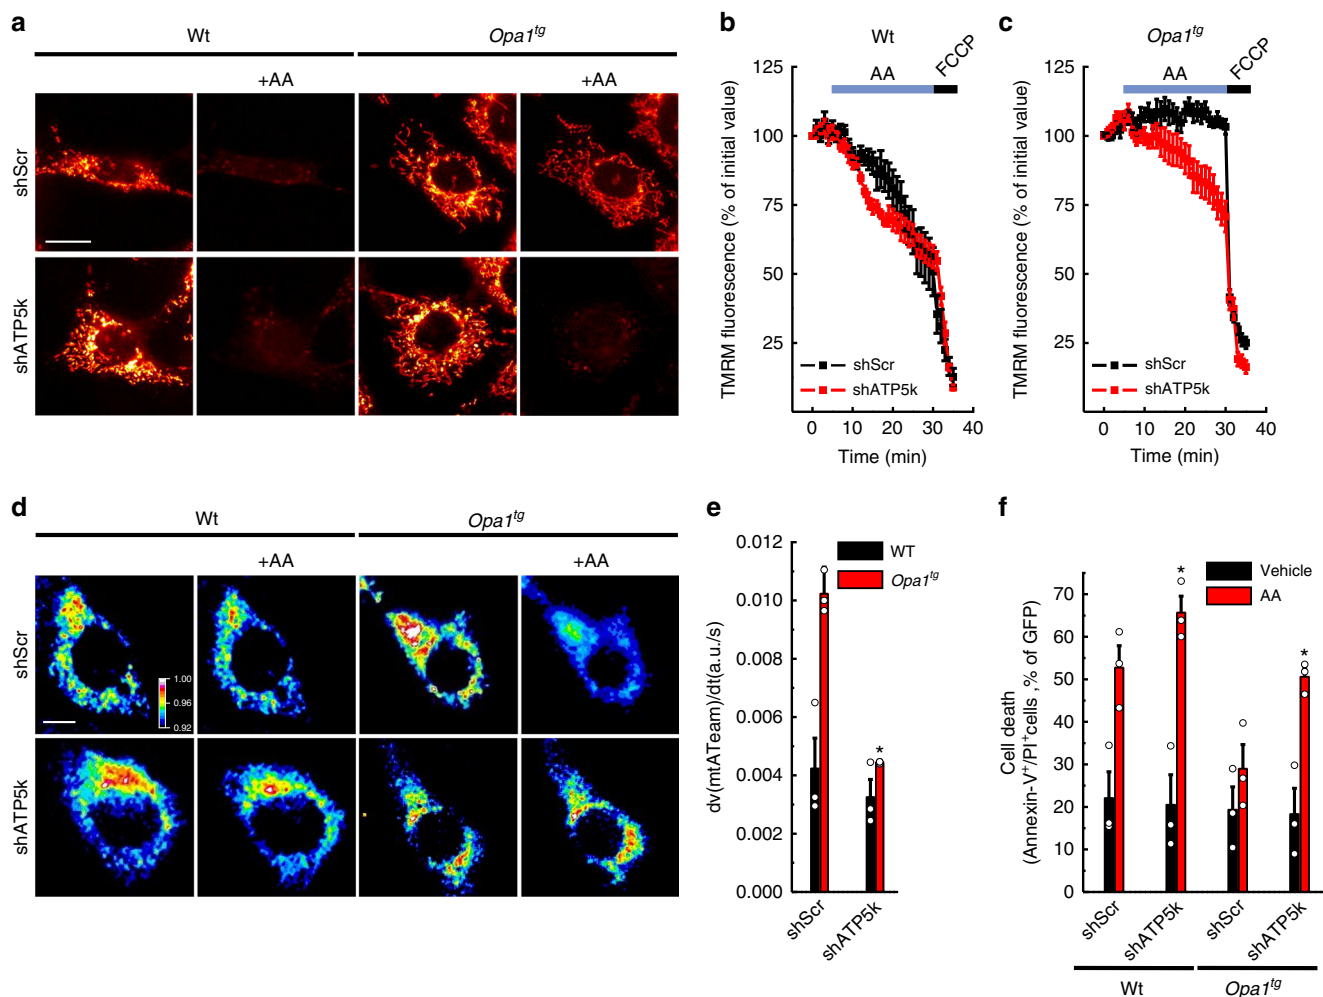 a
Wt
Opa1tg
+AA
+AA
shScr
shATP5k
b
Wt
FCCP
AA
TMRM fluorescence (% of initial value)
125
100
75
50
25
shScr
shATP5k
0 10 20 30 40
Time (min)
c
Opa1tg
FCCP
AA
TMRM fluorescence (% of initial value)
125
100
75
50
25
shScr
shATP5k
0 10 20 30 40
Time (min)
d
Wt
Opa1tg
+AA
+AA
shScr
1.00
0.96
0.92
shATP5k
e
WT
Opa1tg
dv(mtATeam)/dt(a.u./s)
0.012
0.010
0.008
0.006
0.004
0.002
0.000
*
shScr
shATP5k
f
Vehicle
AA
Cell death
(Annexin-V+/PI+cells ,% of GFP)
70
60
50
40
30
20
10
0
*
*
shScr
shATP5k
shScr
shATP5k
Wt
Opa1tg